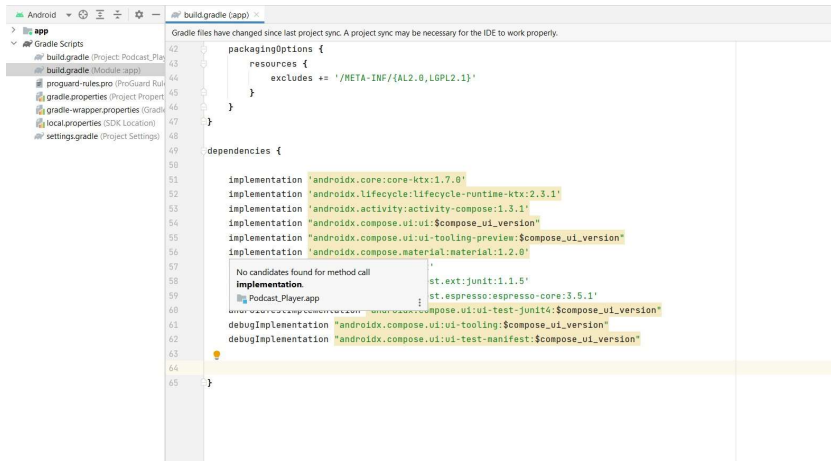 Android
build.gradle (:app)
app
Gradle Scripts
build.gradle (Project: Podcast_Play
build.gradle (Module :app)
proguard-rules.pro (ProGuard Rul
gradle.properties (Project Propert
gradle-wrapper.properties (Gradl
local.properties (SDK Location)
settings.gradle (Project Settings)
Gradle files have changed since last project sync. A project sync may be necessary for the IDE to work properly.
42 packagingOptions {
43 resources {
44 excludes += '/META-INF/{AL2.0,LGPL2.1}'
45 }
46 }
47 }
48
49 dependencies {
50
51 implementation 'androidx.core:core-ktx:1.7.0'
52 implementation 'androidx.lifecycle:lifecycle-runtime-ktx:2.3.1'
53 implementation 'androidx.activity:activity-compose:1.3.1'
54 implementation "androidx.compose.ui:ui:$compose_ui_version"
55 implementation "androidx.compose.ui:ui-tooling-preview:$compose_ui_version"
56 implementation 'androidx.compose.material:material:1.2.0'
57 '
58 st.ext:junit:1.1.5'
59 st.espresso:espresso-core:3.5.1'
No candidates found for method call
implementation.
Podcast_Player.app
60 androidTestImplementation "androidx.compose.ui:ui-test-junit4:$compose_ui_version"
61 debugImplementation "androidx.compose.ui:ui-tooling:$compose_ui_version"
62 debugImplementation "androidx.compose.ui:ui-test-manifest:$compose_ui_version"
63
64
65 }